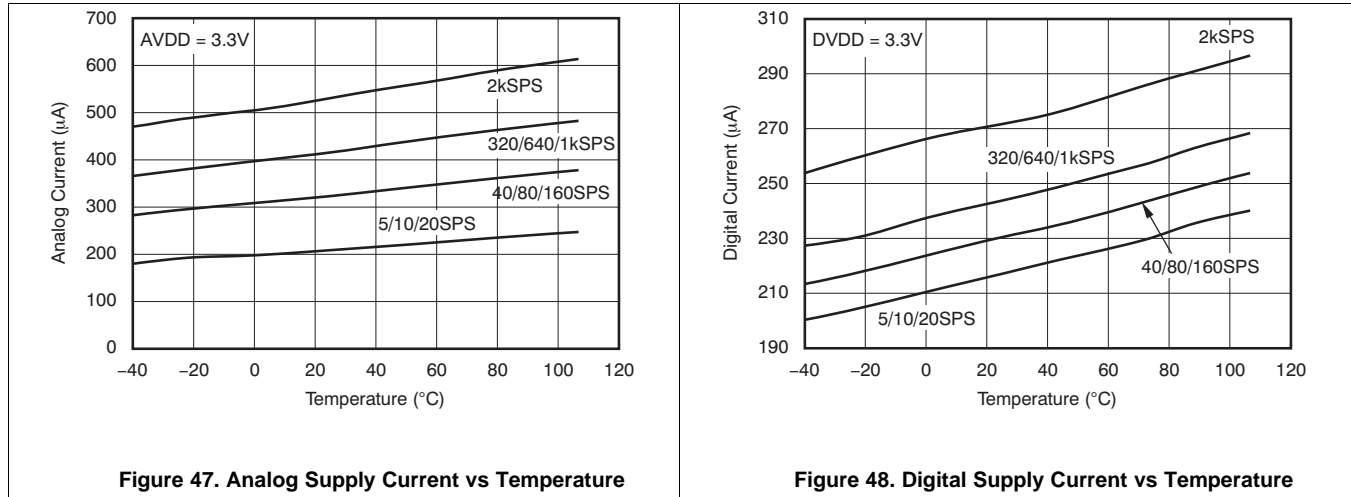 700
600
500
400
300
200
100
0
Analog Current (μA)
AVDD = 3.3V
2kSPS
320/640/1kSPS
40/80/160SPS
5/10/20SPS
–40 –20 0 20 40 60 80 100 120
Temperature (°C)
Figure 47. Analog Supply Current vs Temperature
310
290
270
250
230
210
190
Digital Current (μA)
DVDD = 3.3V
2kSPS
320/640/1kSPS
40/80/160SPS
5/10/20SPS
–40 –20 0 20 40 60 80 100 120
Temperature (°C)
Figure 48. Digital Supply Current vs Temperature